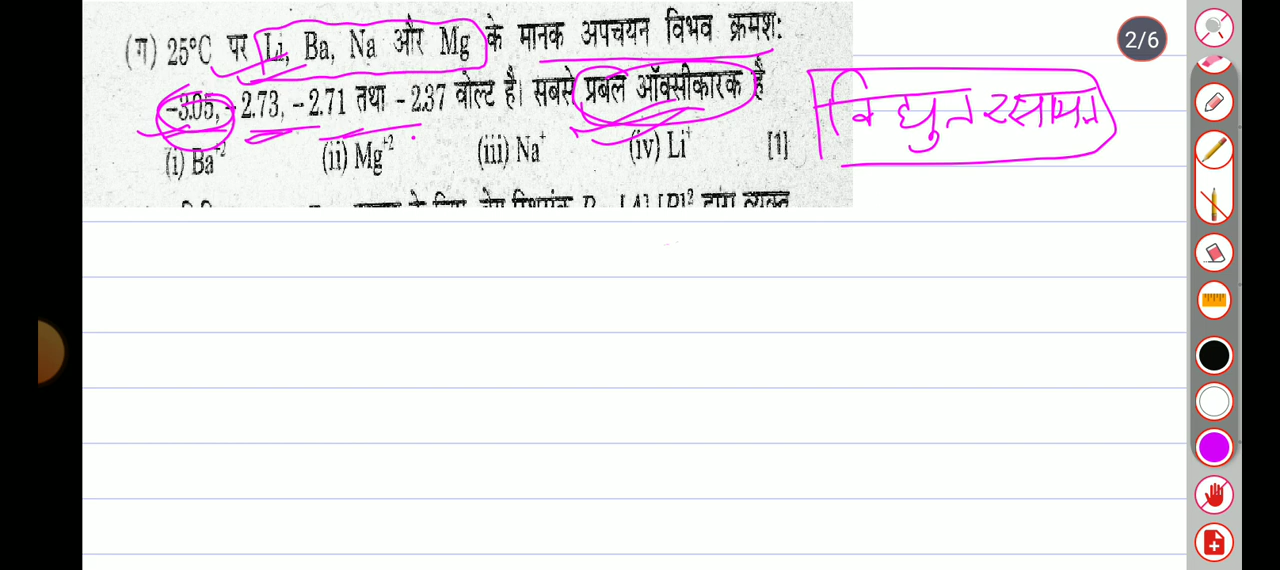 (ग) 25°C पर Li, Ba, Na और Mg के मानक अपचयन विभव क्रमश:
-3.05, - 2.73, - 2.71 तथा - 2.37 वोल्ट है। सबसे प्रबल ऑक्सीकारक है
(i) Ba⁺² (ii) Mg⁺² (iii) Na⁺ (iv) Li⁺ [1]
विद्युत रसायन
2/6